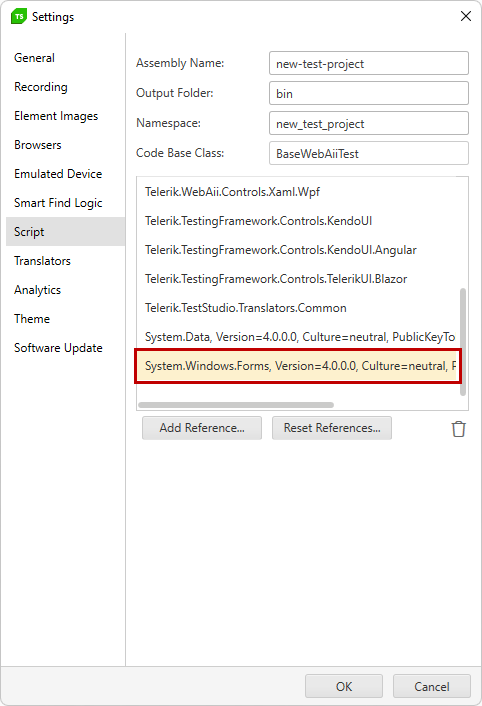 TS Settings
General
Recording
Element Images
Browsers
Emulated Device
Smart Find Logic
Script
Translators
Analytics
Theme
Software Update
Assembly Name: new-test-project
Output Folder: bin
Namespace: new_test_project
Code Base Class: BaseWebAiiTest
Telerik.WebAii.Controls.Xaml.Wpf
Telerik.TestingFramework.Controls.KendoUI
Telerik.TestingFramework.Controls.KendoUI.Angular
Telerik.TestingFramework.Controls.TelerikUI.Blazor
Telerik.TestStudio.Translators.Common
System.Data, Version=4.0.0.0, Culture=neutral, PublicKeyTo
System.Windows.Forms, Version=4.0.0.0, Culture=neutral, P
Add Reference... Reset References...
OK Cancel